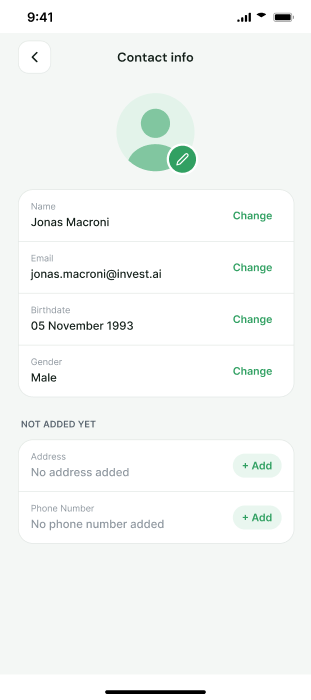 9:41
Contact info
Name
Jonas Macroni
Change
Email
jonas.macroni@invest.ai
Change
Birthdate
05 November 1993
Change
Gender
Male
Change
NOT ADDED YET
Address
No address added
+ Add
Phone Number
No phone number added
+ Add